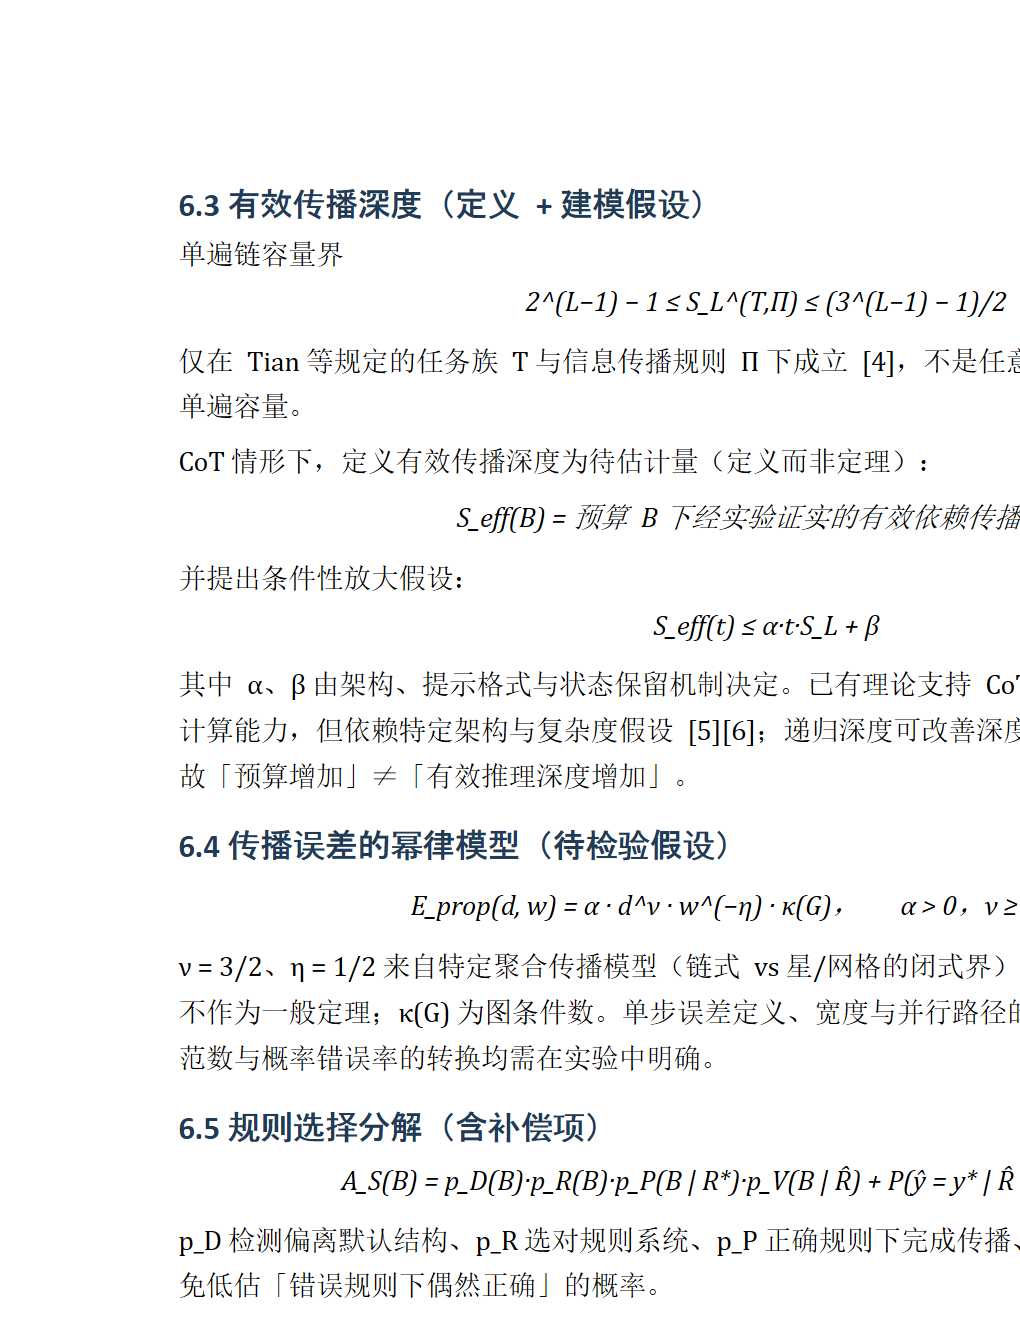 6.3 有效传播深度（定义 + 建模假设）
单遍链容量界
2^(L−1) − 1 ≤ S_L^(T,Π) ≤ (3^(L−1) − 1)/2
仅在 Tian 等规定的任务族 T 与信息传播规则 Π 下成立 [4]，不是任意
单遍容量。
CoT 情形下，定义有效传播深度为待估计量（定义而非定理）：
S_eff(B) = 预算 B 下经实验证实的有效依赖传播
并提出条件性放大假设：
S_eff(t) ≤ α·t·S_L + β
其中 α、β 由架构、提示格式与状态保留机制决定。已有理论支持 CoT
计算能力，但依赖特定架构与复杂度假设 [5][6]；递归深度可改善深度
故「预算增加」≠「有效推理深度增加」。
6.4 传播误差的幂律模型（待检验假设）
E_prop(d, w) = α · d^ν · w^(−η) · κ(G)， α > 0，ν ≥
ν = 3/2、η = 1/2 来自特定聚合传播模型（链式 vs 星/网格的闭式界）
不作为一般定理；κ(G) 为图条件数。单步误差定义、宽度与并行路径的
范数与概率错误率的转换均需在实验中明确。
6.5 规则选择分解（含补偿项）
A_S(B) = p_D(B)·p_R(B)·p_P(B | R*)·p_V(B | R̂) + P(ŷ = y* | R̂
p_D 检测偏离默认结构、p_R 选对规则系统、p_P 正确规则下完成传播、
免低估「错误规则下偶然正确」的概率。